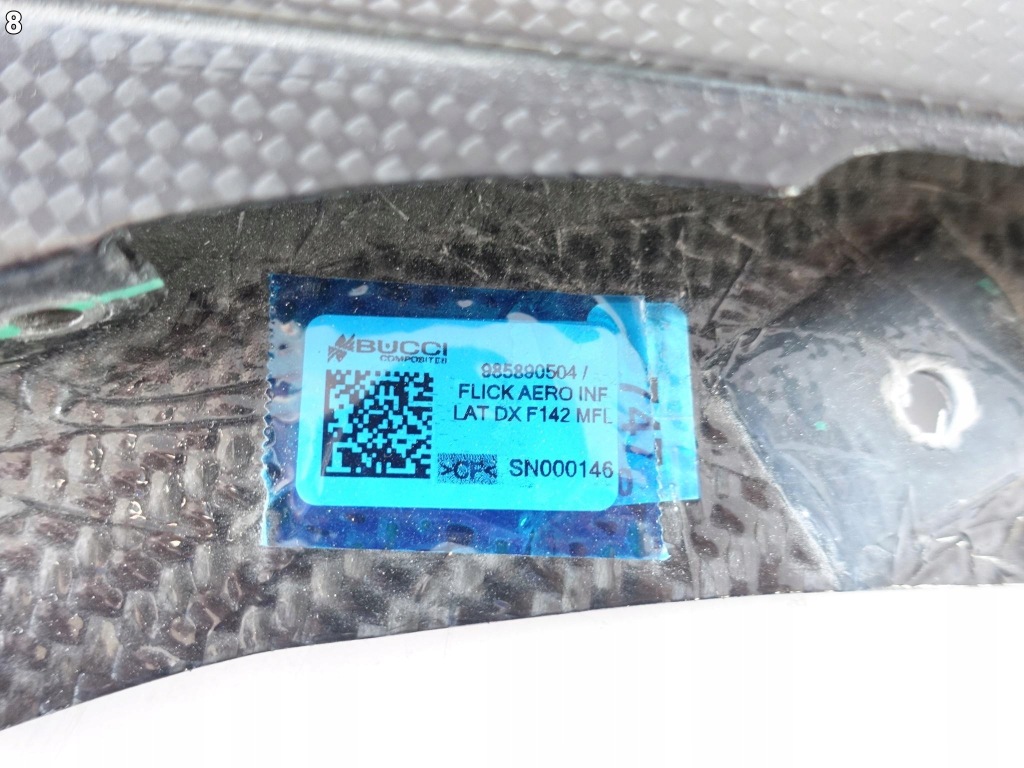 8
BUCCI
COMPOSITES
985890504 /
FLICK AERO INF
LAT DX F142 MFL
>CF< SN000146